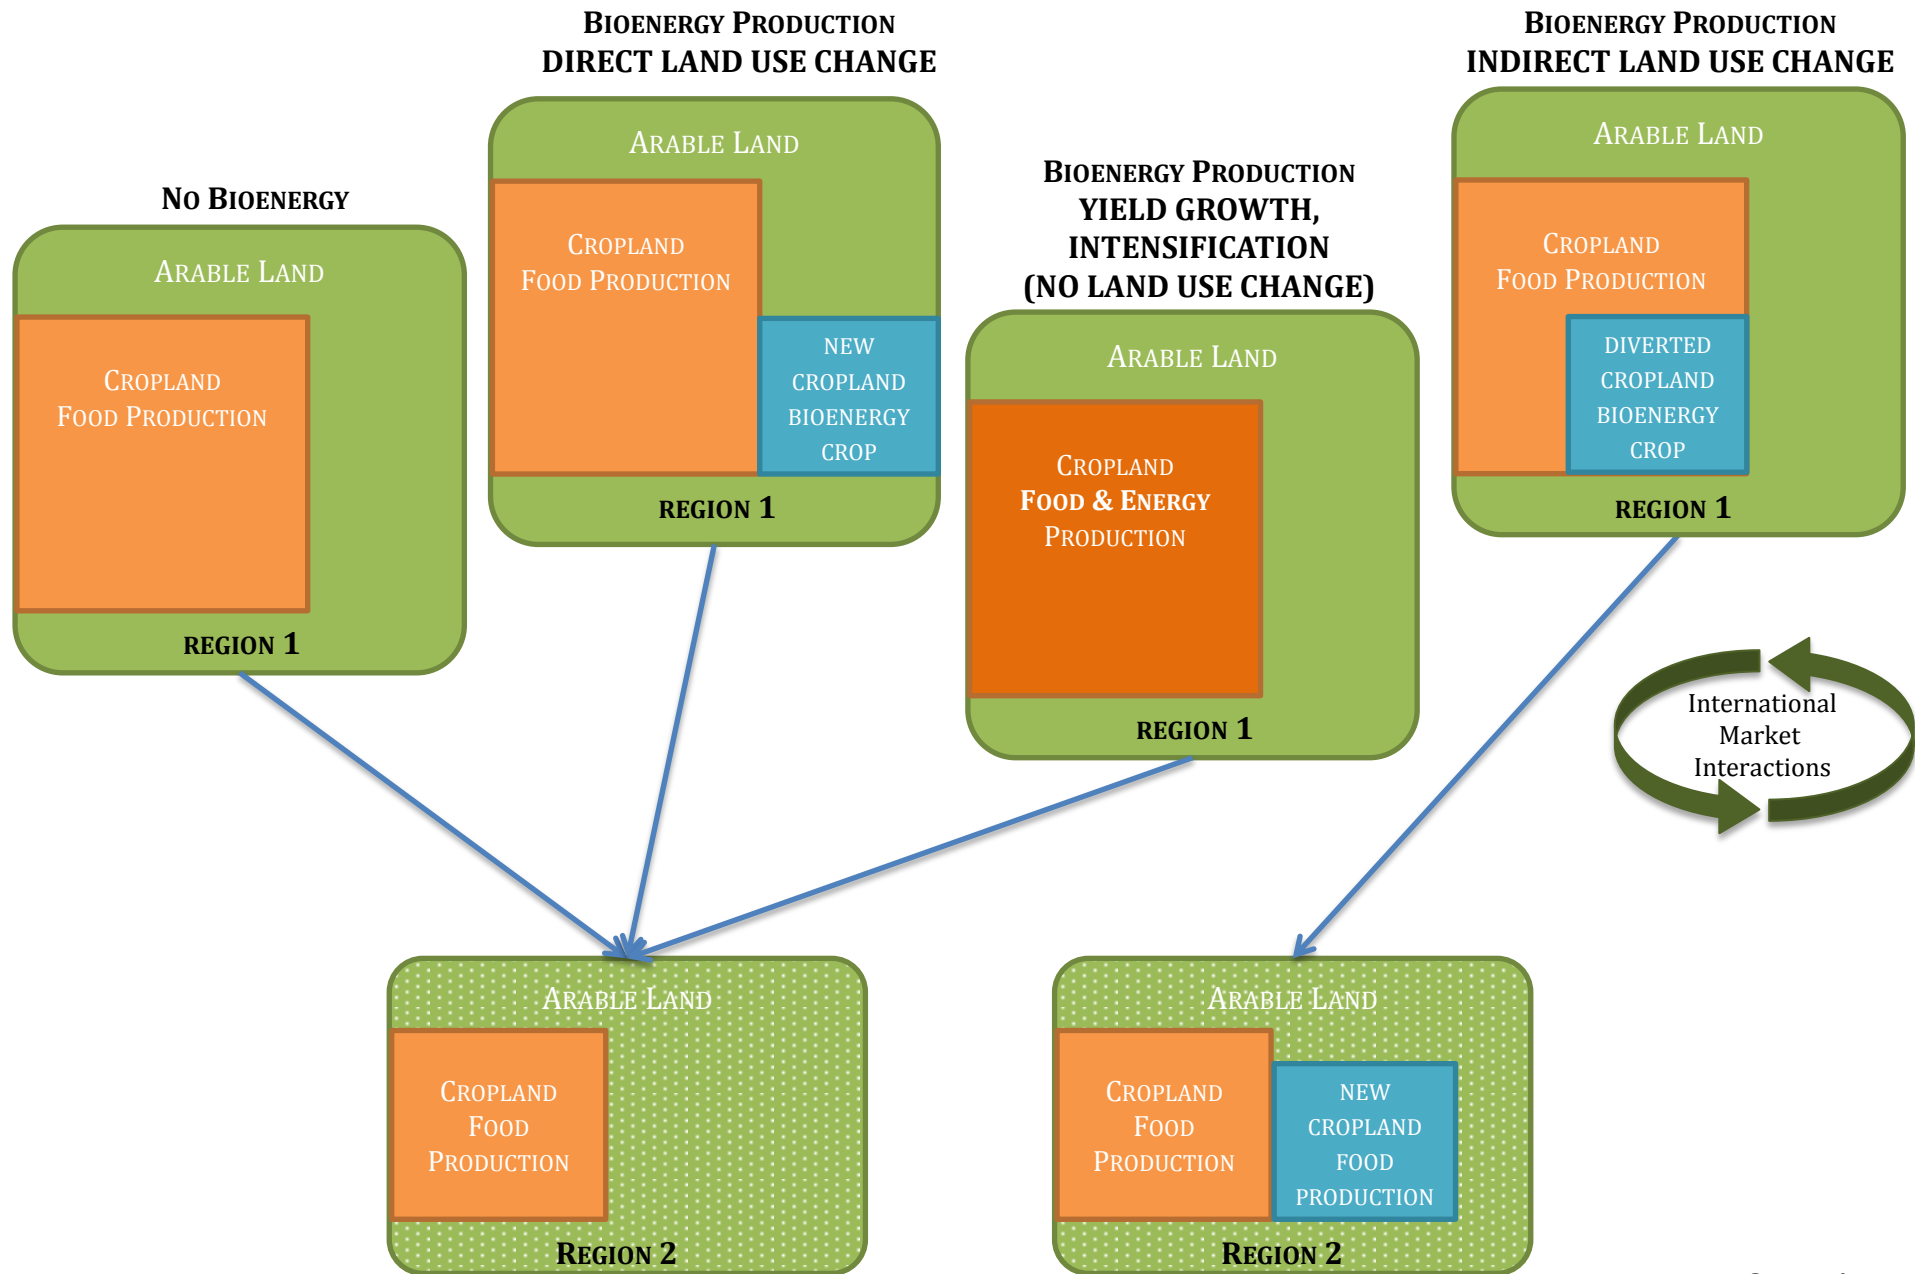 Bioenergy Production
DIRECT LAND USE CHANGE
Bioenergy Production
INDIRECT LAND USE CHANGE
Arable Land
Arable Land
Bioenergy Production
YIELD GROWTH,
INTENSIFICATION
(NO LAND USE CHANGE)
No Bioenergy
Arable Land
Cropland
Food Production
Cropland
Food Production
Arable Land
NEW
CROPLAND
BIOENERGY
CROP
DIVERTED
CROPLAND
BIOENERGY
CROP
Cropland
Food Production
Cropland
Food & Energy
Production
REGION 1
REGION 1
REGION 1
REGION 1
International
Market
Interactions
Arable Land
Arable Land
Cropland
Food
Production
Cropland
Food
Production
NEW
CROPLAND
FOOD
PRODUCTION
Region 2
Region 2